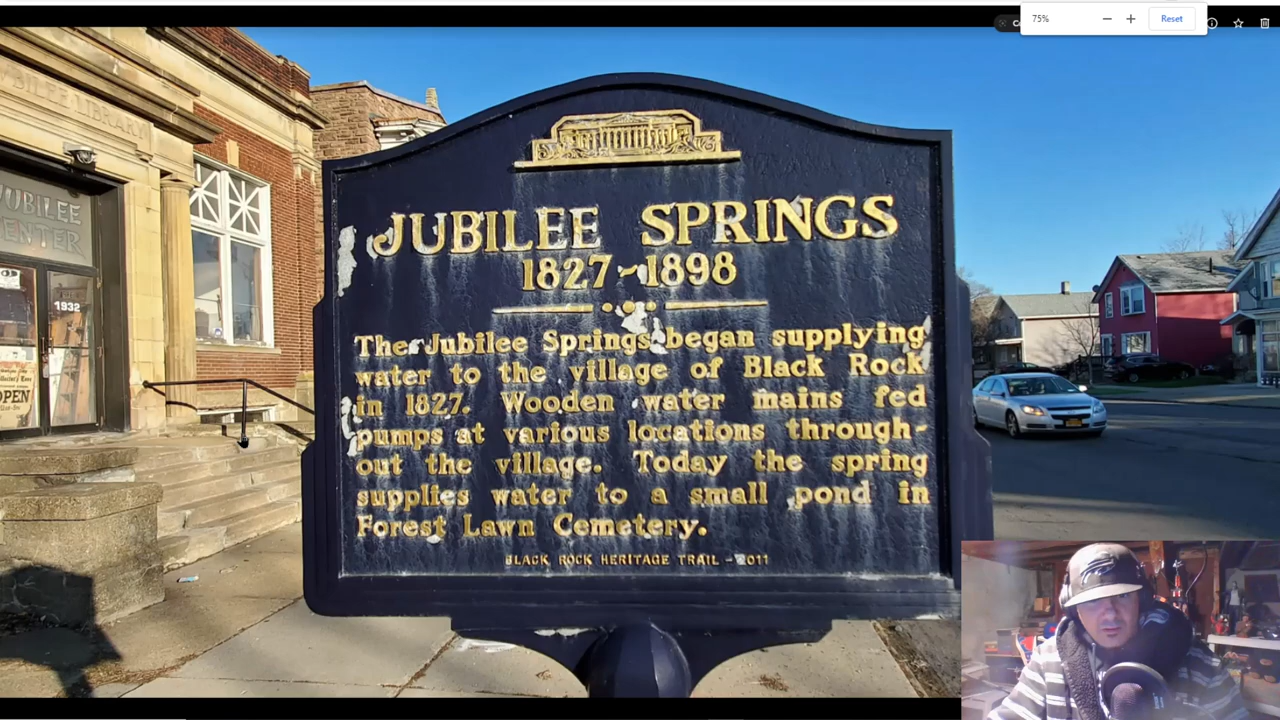 75%
Reset
JUBILEE LIBRARY
JUBILEE
CENTER
1932
OPEN
JUBILEE SPRINGS
1827-1898
The Jubilee Springs began supplying
water to the village of Black Rock
in 1827. Wooden water mains fed
pumps at various locations through-
out the village. Today the spring
supplies water to a small pond in
Forest Lawn Cemetery.
BLACK ROCK HERITAGE TRAIL - 2011